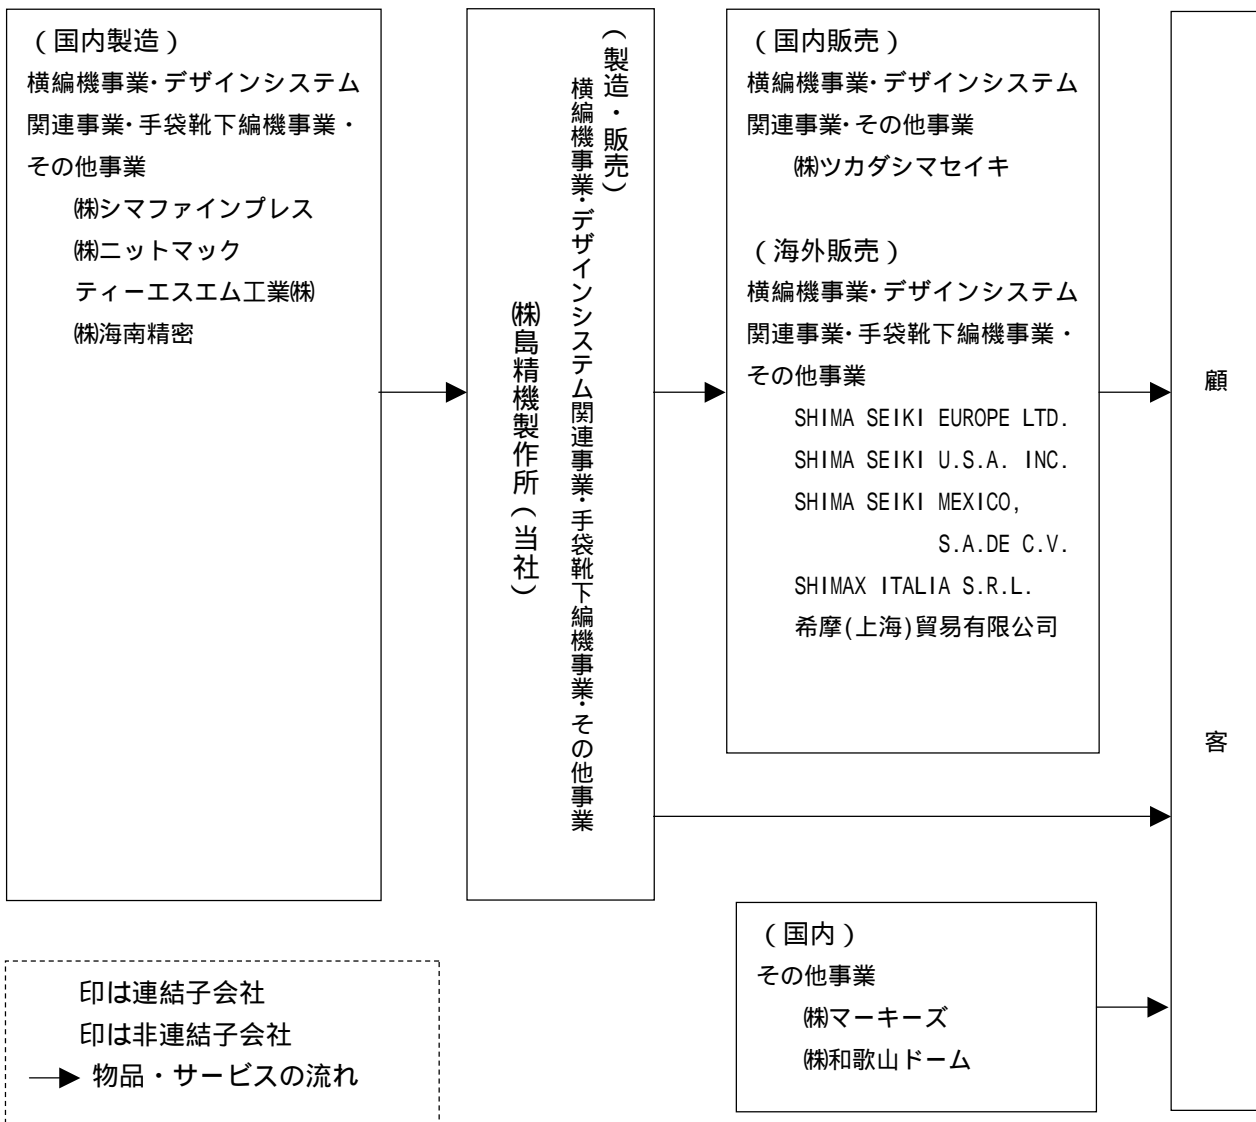 （国内製造）
横編機事業・デザインシステム
関連事業・手袋靴下編機事業・
その他事業
㈱シマファインプレス
㈱ニットマック
ティーエスエム工業㈱
㈱海南精密
（製造・販売）
横編機事業・デザインシステム関連事業・手袋靴下編機事業・その他事業
㈱島精機製作所（当社）
（国内販売）
横編機事業・デザインシステム
関連事業・その他事業
㈱ツカダシマセイキ
（海外販売）
横編機事業・デザインシステム
関連事業・手袋靴下編機事業・
その他事業
SHIMA SEIKI EUROPE LTD.
SHIMA SEIKI U.S.A. INC.
SHIMA SEIKI MEXICO,
S.A.DE C.V.
SHIMAX ITALIA S.R.L.
希摩(上海)貿易有限公司
顧客
（国内）
その他事業
㈱マーキーズ
㈱和歌山ドーム
印は連結子会社
印は非連結子会社
物品・サービスの流れ